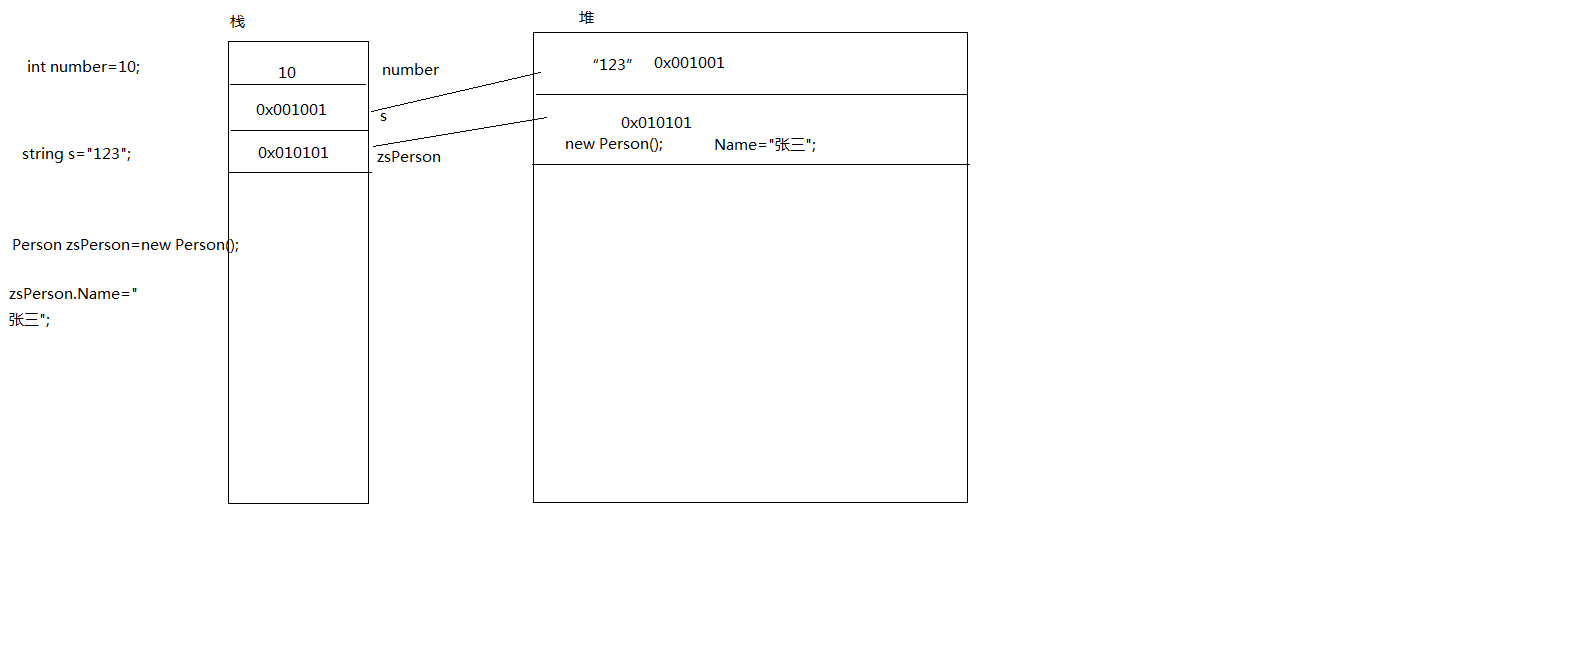 栈
堆
int number=10;
10
number
“123”
0x001001
0x001001
s
string s="123";
0x010101
zsPerson
0x010101
new Person();
Name="张三";
Person zsPerson=new Person();
zsPerson.Name="
张三";